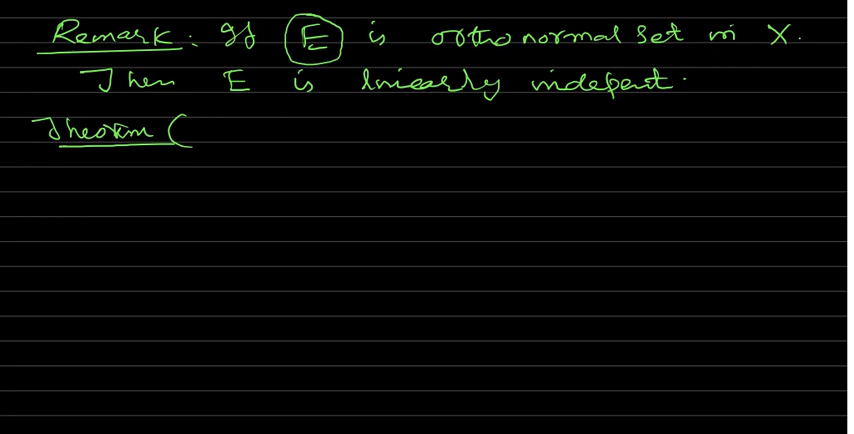 Remark: If E is orthonormal set in X.
Then E is linearly indepent.
Theorem (